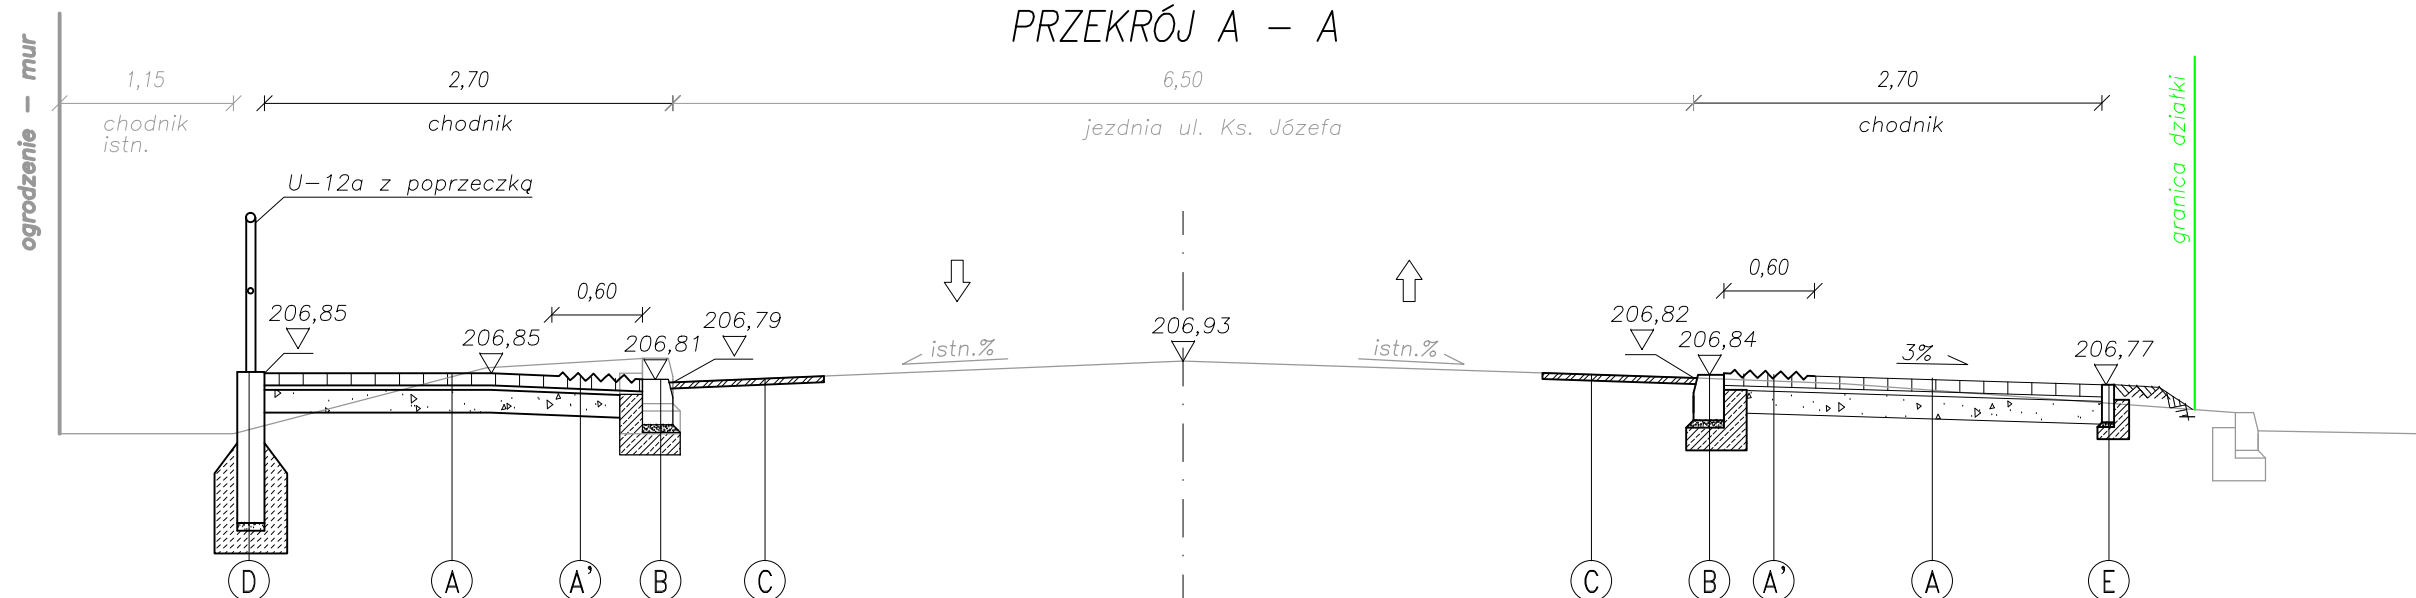 PRZEKRÓJ A – A
ogrodzenie – mur
1,15
2,70
6,50
2,70
chodnik
istn.
chodnik
jezdnia ul. Ks. Józefa
chodnik
granica działki
U–12a z poprzeczką
0,60
0,60
206,85
206,85
206,81
206,79
206,93
206,82
206,84
206,77
istn.%
istn.%
3%
D
A
A'
B
C
C
B
A'
A
E